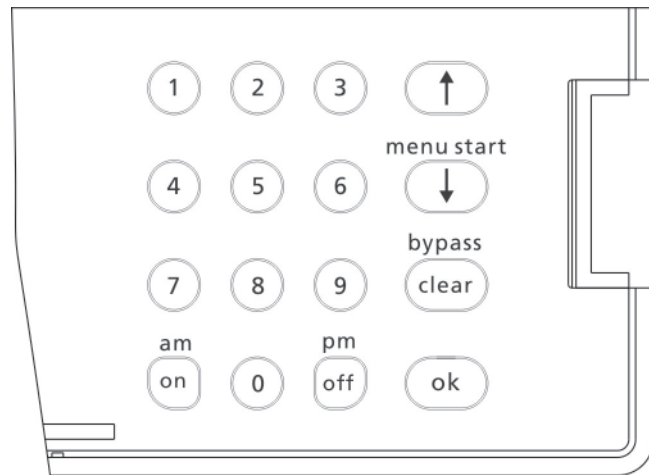 1 2 3 ↑
menu start
4 5 6 ↓
bypass
7 8 9 clear
am pm
on 0 off ok